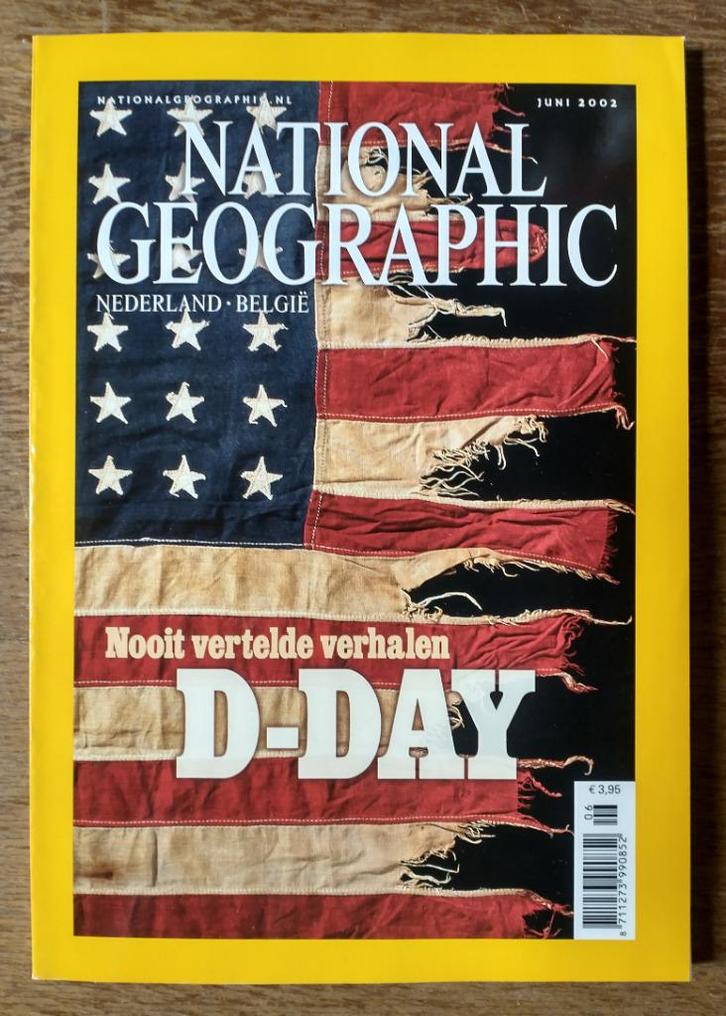 NATIONALGEOGRAPHIC.NL
JUNI 2002
NATIONAL
GEOGRAPHIC
NEDERLAND · BELGIË
Nooit vertelde verhalen
D-DAY
€ 3,95
06
8 711273 990852